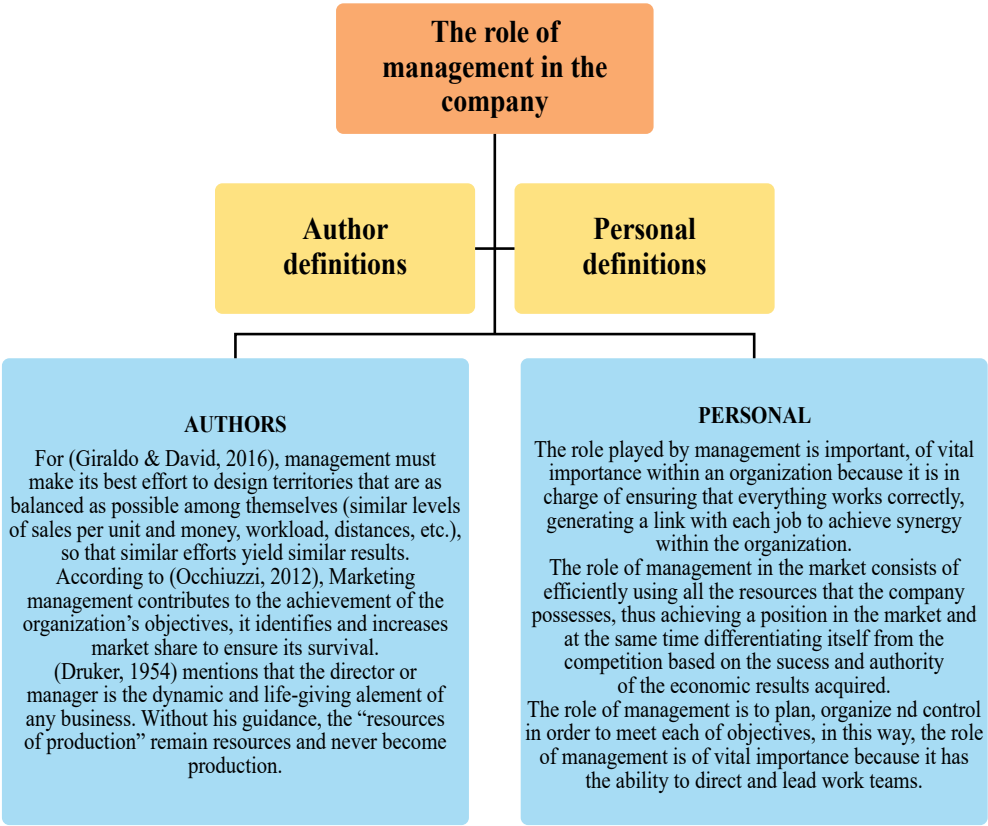 The role of
management in the
company
Author
definitions
Personal
definitions
AUTHORS
For (Giraldo & David, 2016), management must
make its best effort to design territories that are as
balanced as possible among themselves (similar levels
of sales per unit and money, workload, distances, etc.),
so that similar efforts yield similar results.
According to (Occhiuzzi, 2012), Marketing
management contributes to the achievement of the
organization’s objectives, it identifies and increases
market share to ensure its survival.
(Druker, 1954) mentions that the director or
manager is the dynamic and life-giving alement of
any business. Without his guidance, the “resources
of production” remain resources and never become
production.
PERSONAL
The role played by management is important, of vital
importance within an organization because it is in
charge of ensuring that everything works correctly,
generating a link with each job to achieve synergy
within the organization.
The role of management in the market consists of
efficiently using all the resources that the company
possesses, thus achieving a position in the market and
at the same time differentiating itself from the
competition based on the sucess and authority
of the economic results acquired.
The role of management is to plan, organize nd control
in order to meet each of objectives, in this way, the role
of management is of vital importance because it has
the ability to direct and lead work teams.